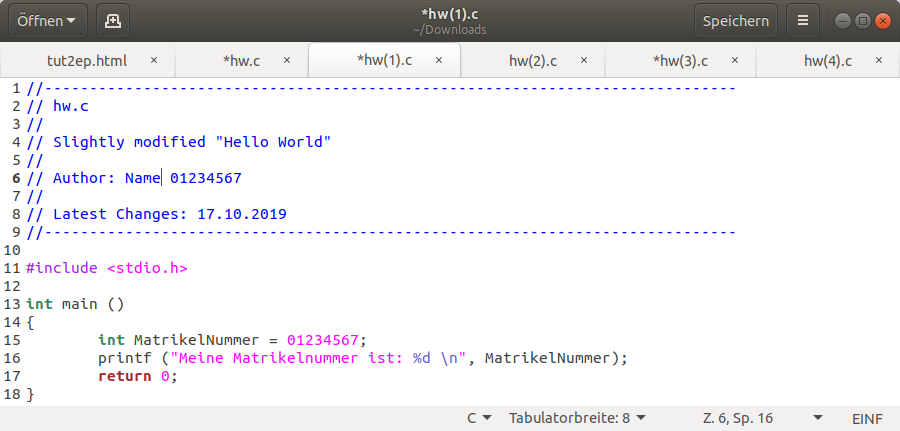 Öffnen *hw(1).c Speichern
~/Downloads
tut2ep.html × *hw.c × *hw(1).c × hw(2).c × *hw(3).c × hw(4).c ×
1 //-----------------------------------------------------------------------------
2 // hw.c
3 //
4 // Slightly modified "Hello World"
5 //
6 // Author: Name 01234567
7 //
8 // Latest Changes: 17.10.2019
9 //-----------------------------------------------------------------------------
10
11 #include <stdio.h>
12
13 int main ()
14 {
15         int MatrikelNummer = 01234567;
16         printf ("Meine Matrikelnummer ist: %d \n", MatrikelNummer);
17         return 0;
18 }
C Tabulatorbreite: 8 Z. 6, Sp. 16 EINF